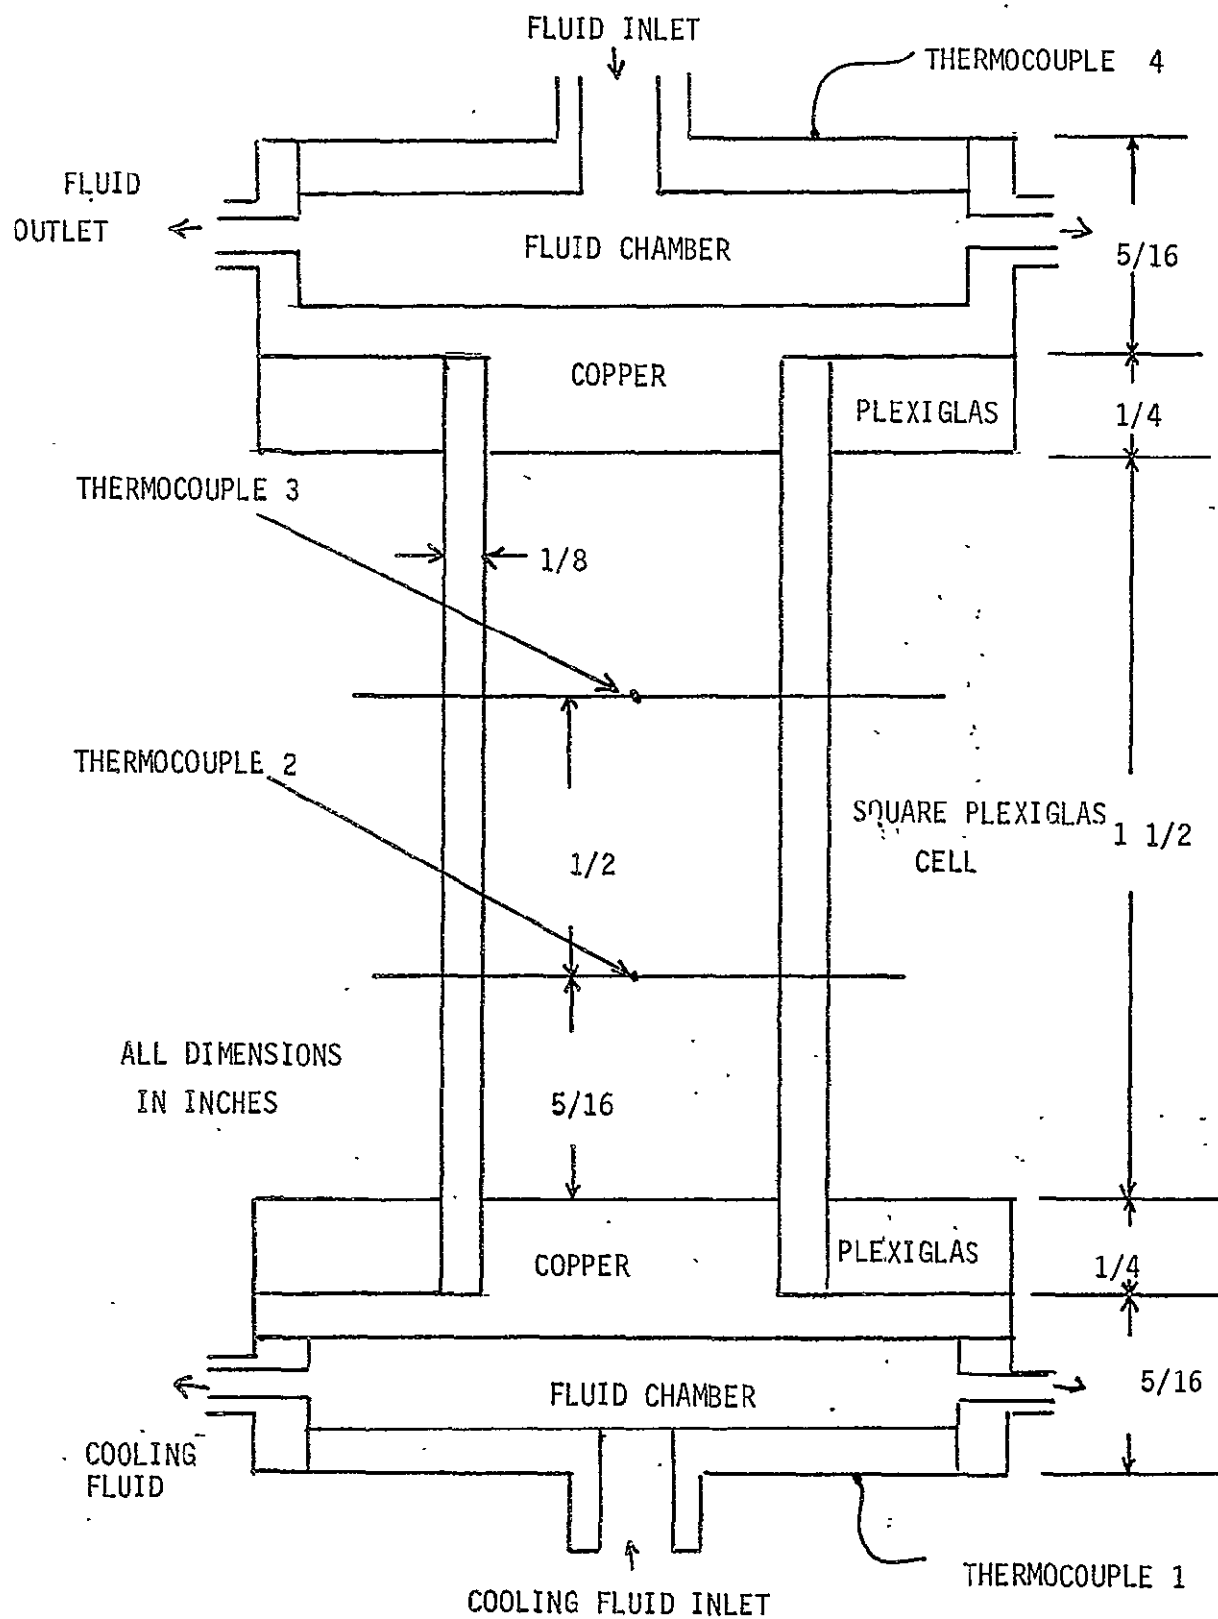 FLUID INLET
THERMOCOUPLE 4
FLUID
OUTLET
FLUID CHAMBER
5/16
COPPER
PLEXIGLAS
1/4
THERMOCOUPLE 3
1/8
THERMOCOUPLE 2
SQUARE PLEXIGLAS
CELL
1 1/2
1/2
ALL DIMENSIONS
IN INCHES
5/16
COPPER
PLEXIGLAS
1/4
FLUID CHAMBER
5/16
COOLING
FLUID
THERMOCOUPLE 1
COOLING FLUID INLET